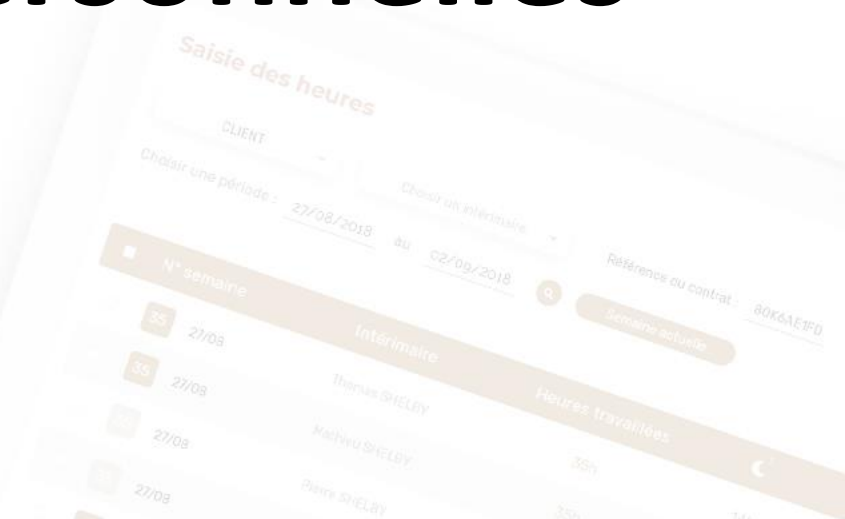 Saisie des heures
CLIENT
Choisir un intérimaire
Référence du contrat :
Choisir une période : 27/08/2018 au 02/09/2018 Semaine actuelle
N° semaine Intérimaire Heures travaillées
35 27/08 Thomas SHELBY 35h
35 27/08 Mathieu SHELBY 35h
27/08 Pierre SHELBY
27/08